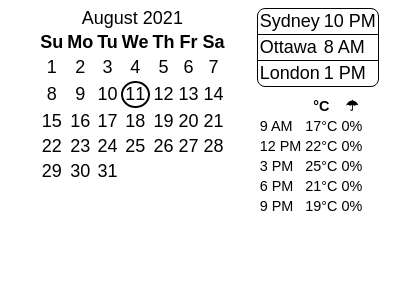 August 2021
Su Mo Tu We Th Fr Sa
1 2 3 4 5 6 7
8 9 10 11 12 13 14
15 16 17 18 19 20 21
22 23 24 25 26 27 28
29 30 31
Sydney 10 PM
Ottawa 8 AM
London 1 PM
°C ☂
9 AM 17°C 0%
12 PM 22°C 0%
3 PM 25°C 0%
6 PM 21°C 0%
9 PM 19°C 0%